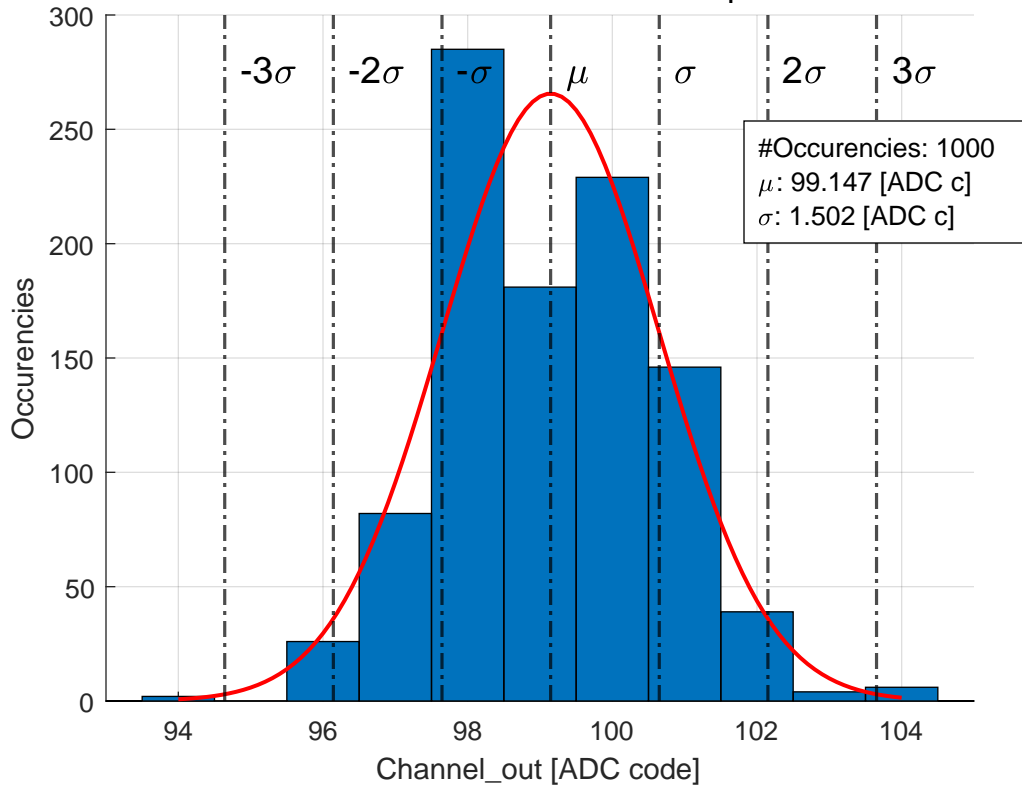 300
250
200
150
100
50
0
Occurencies
-3σ
-2σ
-σ
μ
σ
2σ
3σ
#Occurencies: 1000
μ: 99.147 [ADC c]
σ: 1.502 [ADC c]
94
96
98
100
102
104
Channel_out [ADC code]